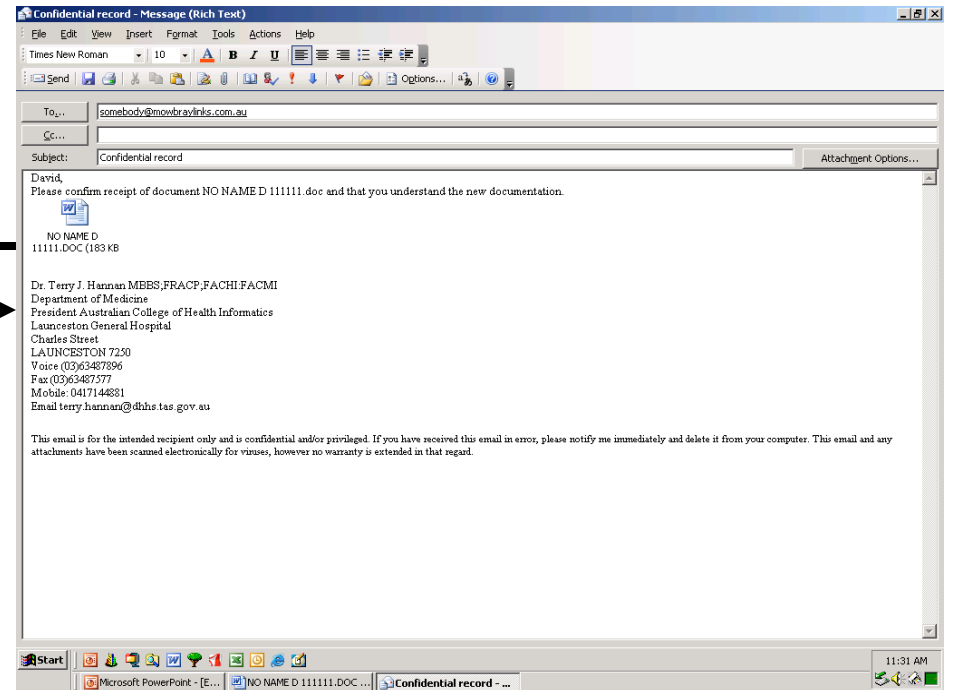 Confidential record - Message (Rich Text)
File Edit View Insert Format Tools Actions Help
Times New Roman 10 A B I U
Send Options...
To... somebody@mowbraylinks.com.au
Cc...
Subject: Confidential record Attachment Options...
David,
Please confirm receipt of document NO NAME D 111111.doc and that you understand the new documentation.
NO NAME D
11111.DOC (183 KB
Dr. Terry J. Hannan MBBS;FRACP;FACHI:FACMI
Department of Medicine
President Australian College of Health Informatics
Launceston General Hospital
Charles Street
LAUNCESTON 7250
Voice (03)63487896
Fax (03)63487577
Mobile: 0417144881
Email terry.hannan@dhhs.tas.gov.au
This email is for the intended recipient only and is confidential and/or privileged. If you have received this email in error, please notify me immediately and delete it from your computer. This email and any
attachments have been scanned electronically for viruses, however no warranty is extended in that regard.
Start 11:31 AM
Microsoft PowerPoint - [E... NO NAME D 111111.DOC ... Confidential record - ...